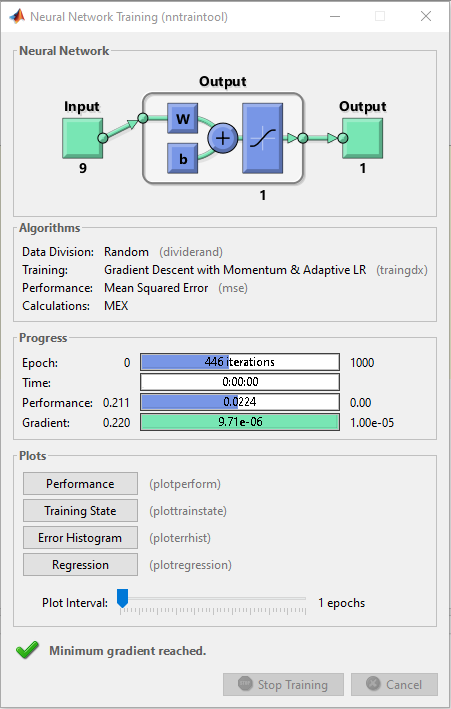 Neural Network Training (nntraintool)
Neural Network
Output
Input
Output
W
b
+
9
1
1
Algorithms
Data Division: Random (dividerand)
Training: Gradient Descent with Momentum & Adaptive LR (traingdx)
Performance: Mean Squared Error (mse)
Calculations: MEX
Progress
Epoch: 0 446 iterations 1000
Time: 0:00:00
Performance: 0.211 0.0224 0.00
Gradient: 0.220 9.71e-06 1.00e-05
Plots
Performance (plotperform)
Training State (plottrainstate)
Error Histogram (ploterrhist)
Regression (plotregression)
Plot Interval: 1 epochs
Minimum gradient reached.
Stop Training Cancel